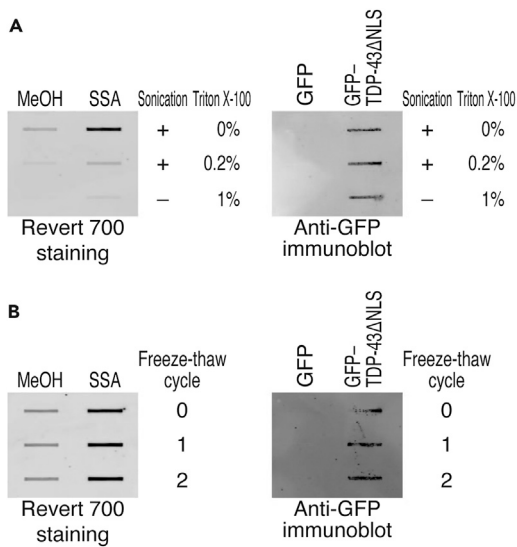 A
MeOH SSA Sonication Triton X-100
+ 0%
+ 0.2%
− 1%
Revert 700
staining
GFP
GFP–
TDP-43ΔNLS
Sonication Triton X-100
+ 0%
+ 0.2%
− 1%
Anti-GFP
immunoblot
B
Freeze-thaw
MeOH SSA cycle
0
1
2
Revert 700
staining
GFP
GFP–
TDP-43ΔNLS
Freeze-thaw
cycle
0
1
2
Anti-GFP
immunoblot